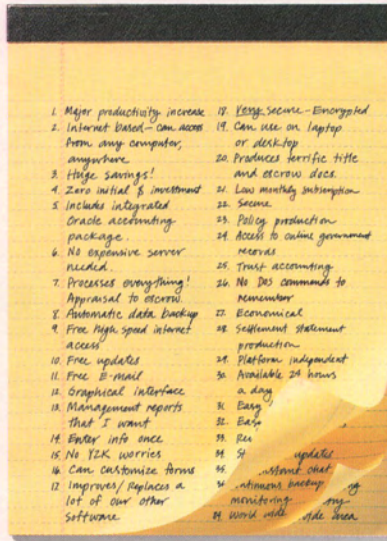 1. Major productivity increase
2. Internet based – can access
from any computer,
anywhere
3. Huge savings!
4. Zero initial $ investment
5. Includes integrated
Oracle accounting
package.
6. No expensive server
needed.
7. Processes everything!
Appraisal to escrow.
8. Automatic data backup
9. Free high speed internet
access
10. Free updates
11. Free E-mail
12. Graphical interface
13. Management reports
that I want
14. Enter info once
15. No Y2K worries
16. Can customize forms
17. Improves/Replaces a
lot of our other
software
18. Very secure – Encrypted
19. Can use on laptop
or desktop
20. Produces terrific title
and escrow docs.
21. Low monthly subscription
22. Secure
23. Policy production
24. Access to online government
records
25. Trust accounting
26. No DOS commands to
remember
27. Economical
28. Settlement statement
production
29. Platform independent
30. Available 24 hours
a day
31. Easy
32.
33.
34. updates
35. chat
36. backup
monitoring
World wide area